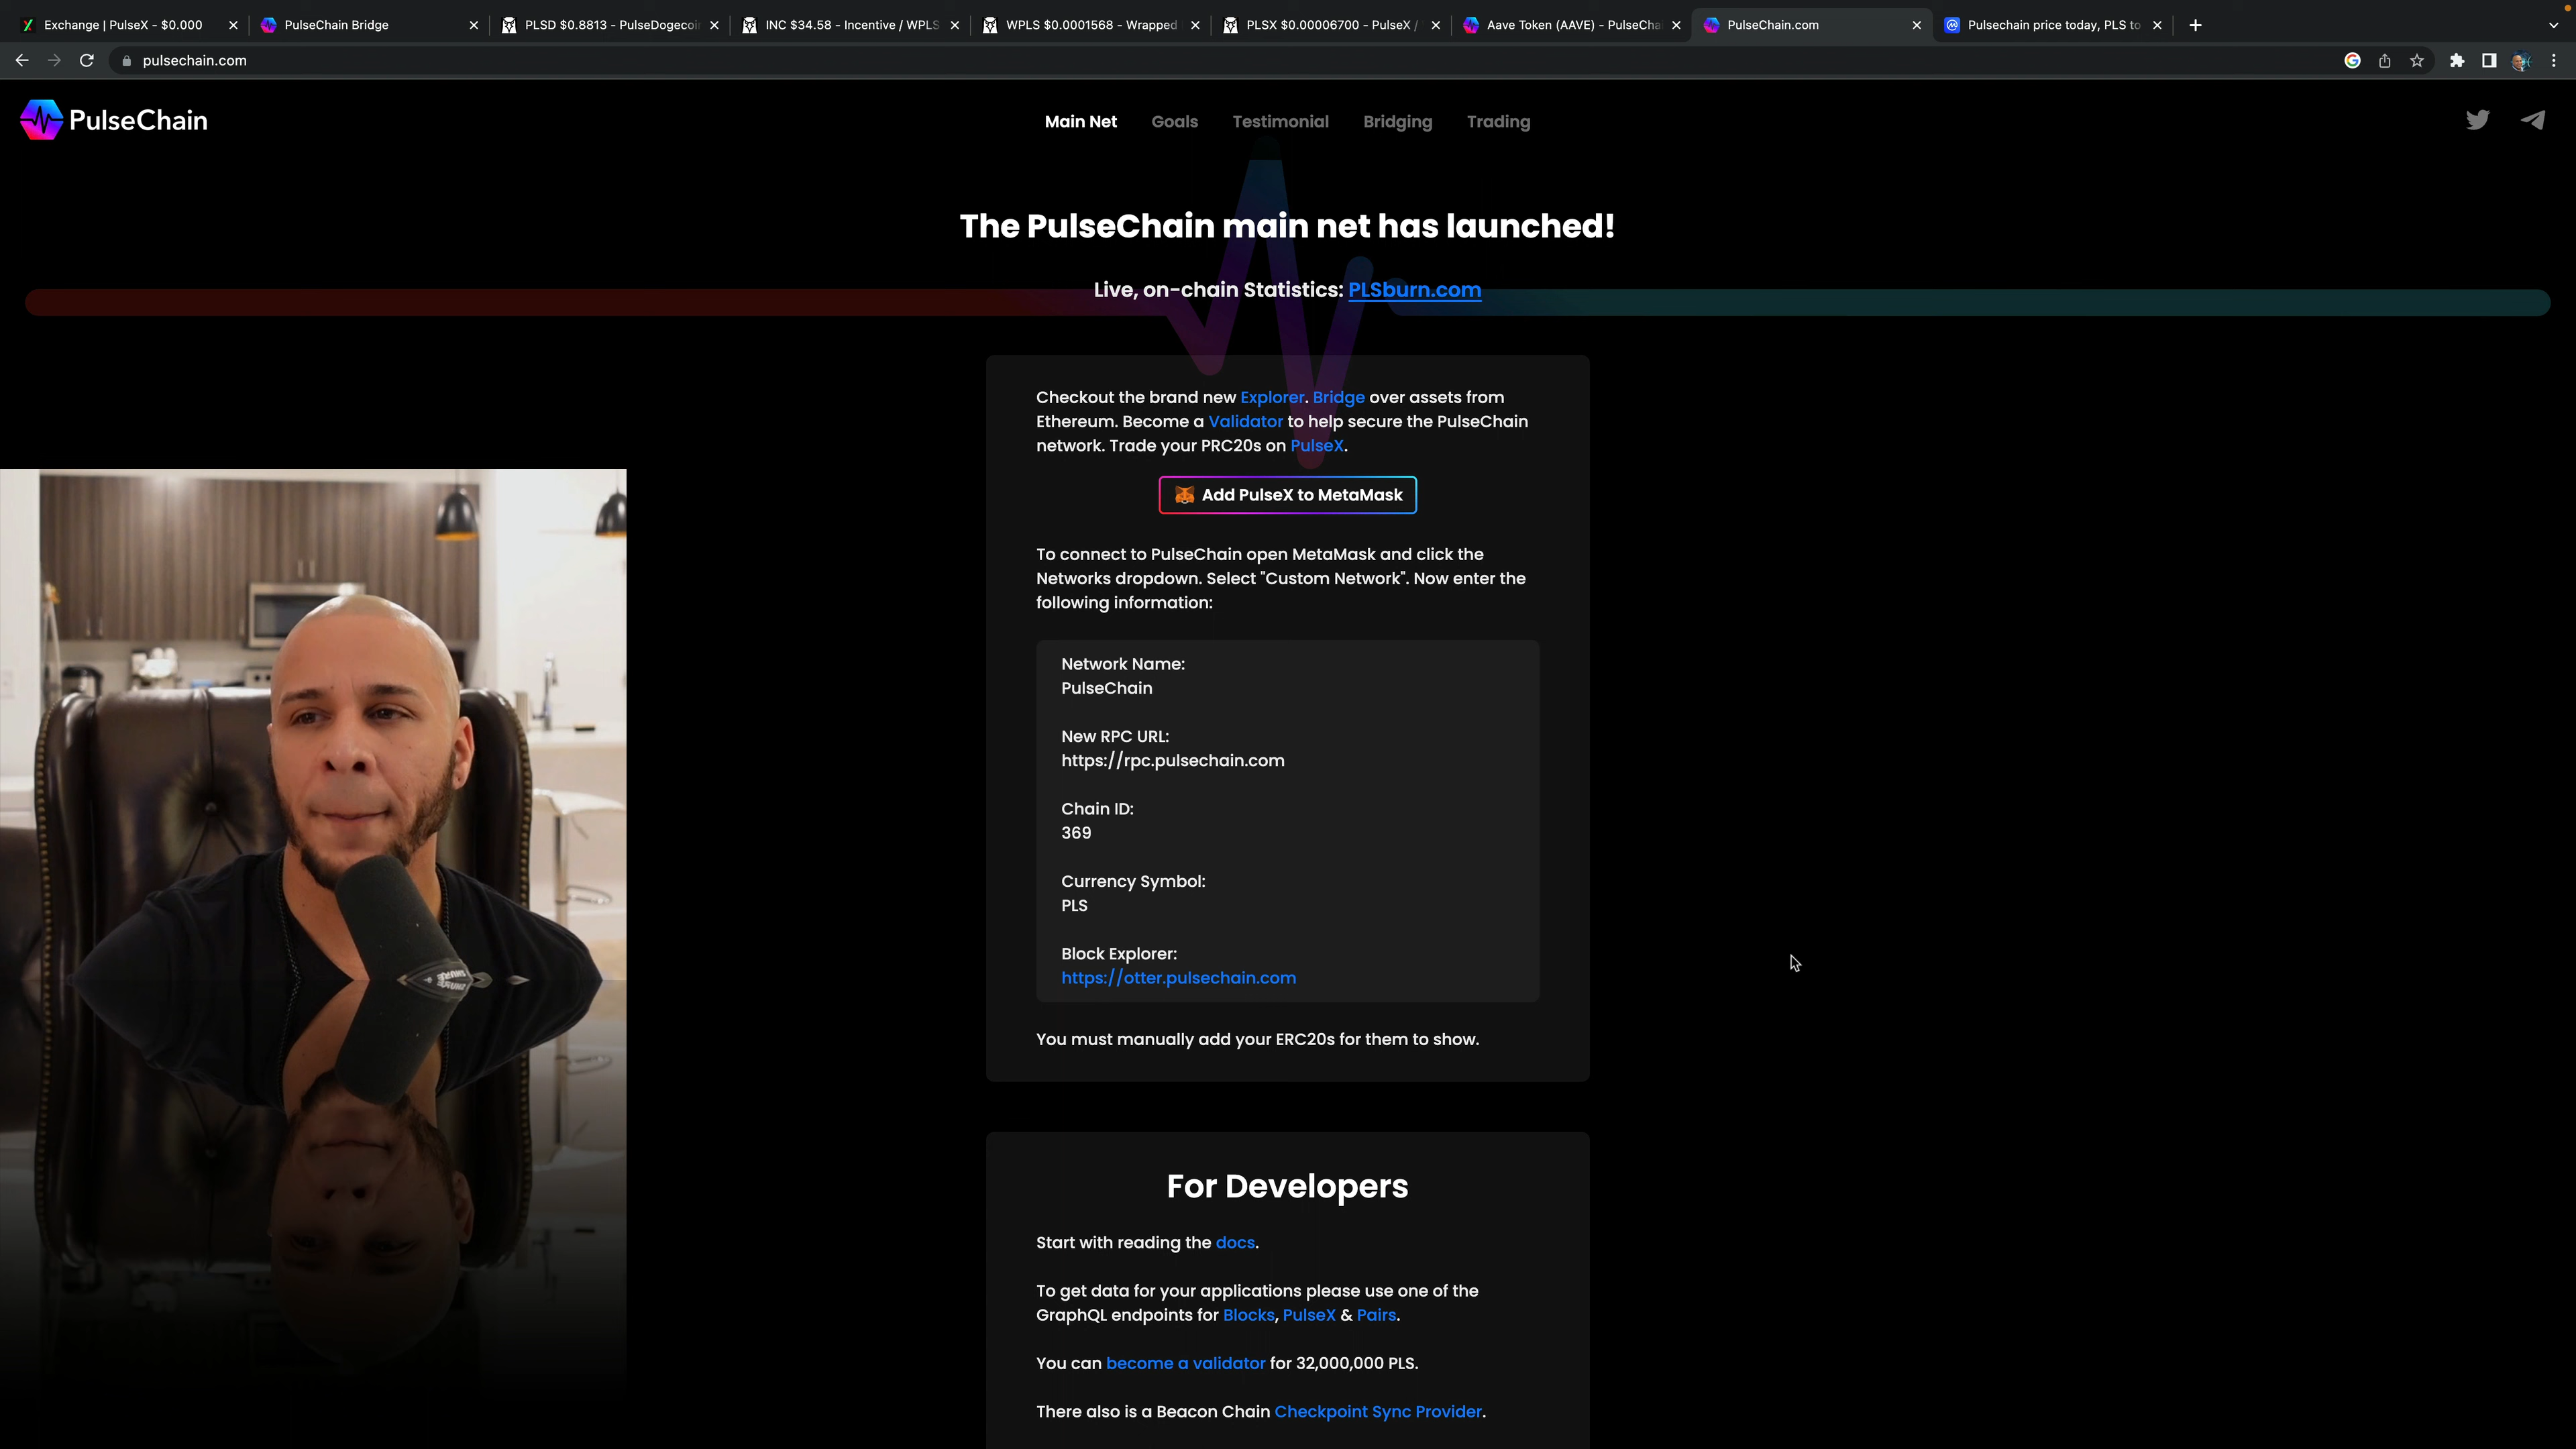 Exchange | PulseX - $0.000
PulseChain Bridge
PLSD $0.8813 - PulseDogecoin
INC $34.58 - Incentive / WPLS
WPLS $0.0001568 - Wrapped
PLSX $0.00006700 - PulseX /
Aave Token (AAVE) - PulseCha
PulseChain.com
Pulsechain price today, PLS to
pulsechain.com
PulseChain
Main Net
Goals
Testimonial
Bridging
Trading
The PulseChain main net has launched!
Live, on-chain Statistics: PLSburn.com
Checkout the brand new Explorer. Bridge over assets from
Ethereum. Become a Validator to help secure the PulseChain
network. Trade your PRC20s on PulseX.
Add PulseX to MetaMask
To connect to PulseChain open MetaMask and click the
Networks dropdown. Select "Custom Network". Now enter the
following information:
Network Name:
PulseChain
New RPC URL:
https://rpc.pulsechain.com
Chain ID:
369
Currency Symbol:
PLS
Block Explorer:
https://otter.pulsechain.com
You must manually add your ERC20s for them to show.
For Developers
Start with reading the docs.
To get data for your applications please use one of the
GraphQL endpoints for Blocks, PulseX & Pairs.
You can become a validator for 32,000,000 PLS.
There also is a Beacon Chain Checkpoint Sync Provider.